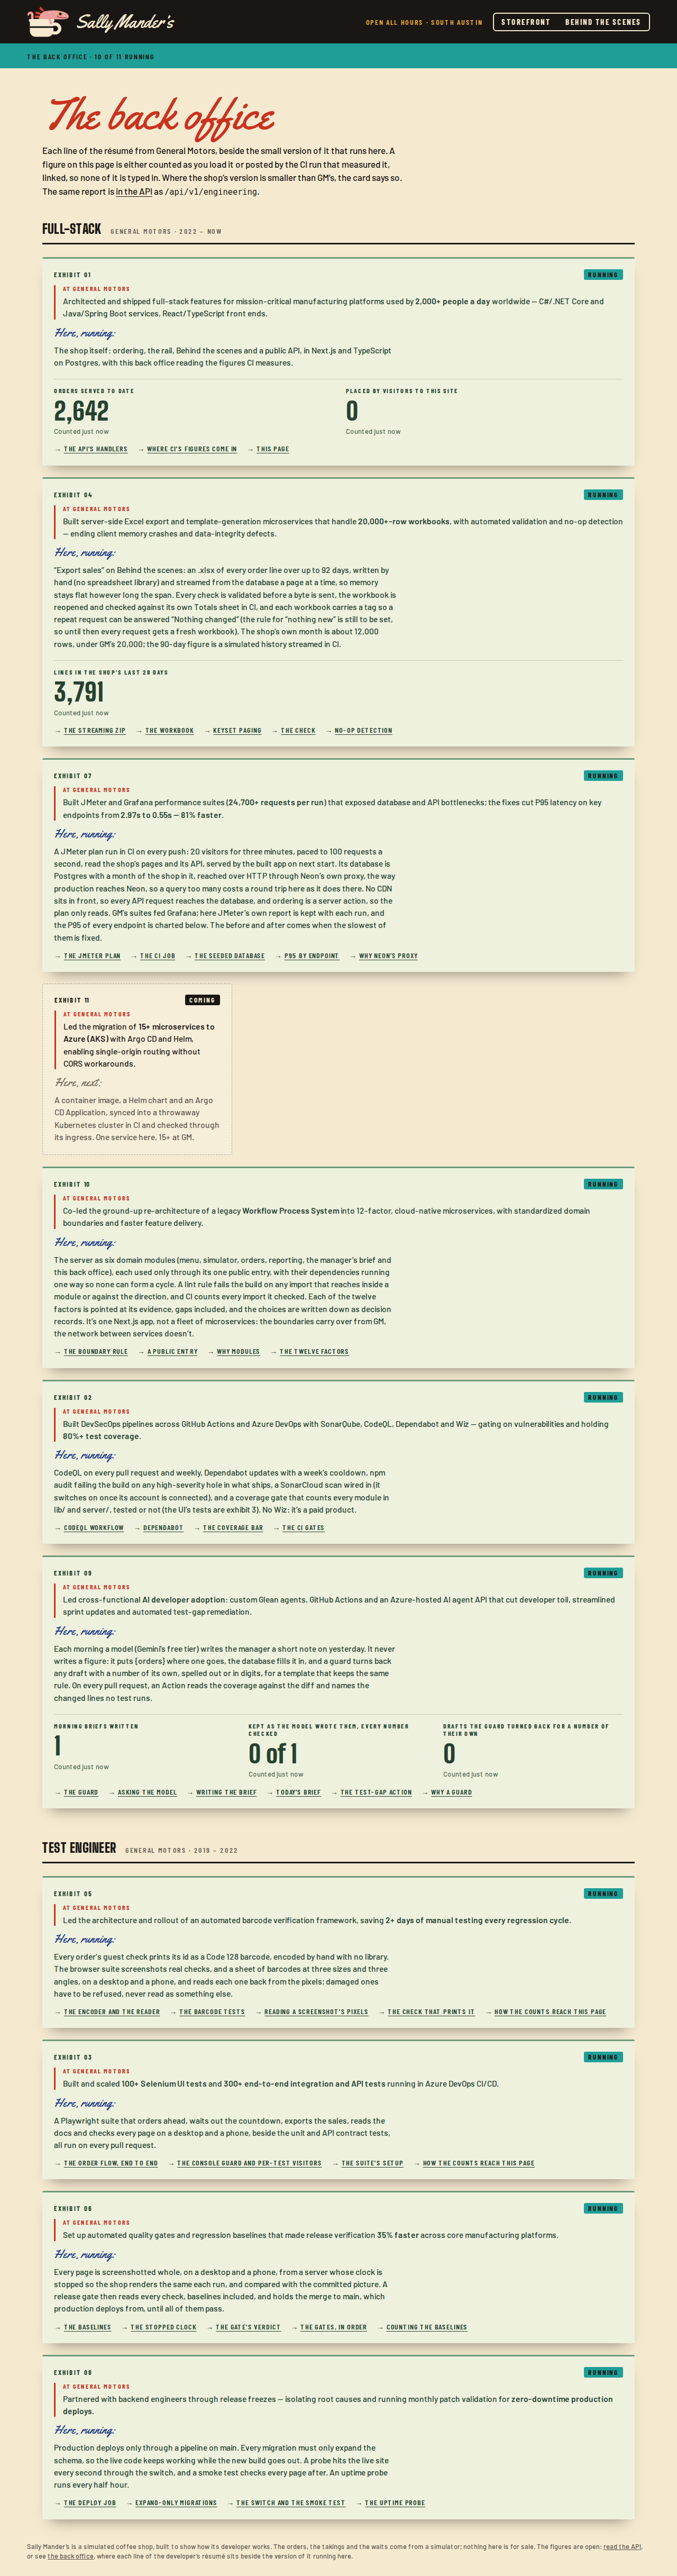 Sally Mander's
OPEN ALL HOURS · SOUTH AUSTIN
STOREFRONT
BEHIND THE SCENES
THE BACK OFFICE · 10 OF 11 RUNNING
The back office
Each line of the résumé from General Motors, beside the small version of it that runs here. A
figure on this page is either counted as you load it or posted by the CI run that measured it,
linked, so none of it is typed in. Where the shop's version is smaller than GM's, the card says so.
The same report is in the API as /api/v1/engineering.
FULL-STACK
GENERAL MOTORS · 2022 – NOW
EXHIBIT 01
RUNNING
AT GENERAL MOTORS
Architected and shipped full-stack features for mission-critical manufacturing platforms used by 2,000+ people a day worldwide — C#/.NET Core and
Java/Spring Boot services, React/TypeScript front ends.
Here, running:
The shop itself: ordering, the rail, Behind the scenes and a public API, in Next.js and TypeScript
on Postgres, with this back office reading the figures CI measures.
ORDERS SERVED TO DATE
2,642
Counted just now
PLACED BY VISITORS TO THIS SITE
0
Counted just now
→ THE API'S HANDLERS → WHERE CI'S FIGURES COME IN → THIS PAGE
EXHIBIT 04
RUNNING
AT GENERAL MOTORS
Built server-side Excel export and template-generation microservices that handle 20,000+-row workbooks, with automated validation and no-op detection
— ending client memory crashes and data-integrity defects.
Here, running:
"Export sales" on Behind the scenes: an .xlsx of every order line over up to 92 days, written by
hand (no spreadsheet library) and streamed from the database a page at a time, so memory
stays flat however long the span. Every check is validated before a byte is sent, the workbook is
reopened and checked against its own Totals sheet in CI, and each workbook carries a tag so a
repeat request can be answered "Nothing changed" (the rule for "nothing new" is still to be set,
so until then every request gets a fresh workbook). The shop's own month is about 12,000
rows, under GM's 20,000; the 90-day figure is a simulated history streamed in CI.
LINES IN THE SHOP'S LAST 28 DAYS
3,791
Counted just now
→ THE STREAMING ZIP → THE WORKBOOK → KEYSET PAGING → THE CHECK → NO-OP DETECTION
EXHIBIT 07
RUNNING
AT GENERAL MOTORS
Built JMeter and Grafana performance suites (24,700+ requests per run) that exposed database and API bottlenecks; the fixes cut P95 latency on key
endpoints from 2.97s to 0.55s — 81% faster.
Here, running:
A JMeter plan run in CI on every push: 20 visitors for three minutes, paced to 100 requests a
second, read the shop's pages and its API, served by the built app on next start. Its database is
Postgres with a month of the shop in it, reached over HTTP through Neon's own proxy, the way
production reaches Neon, so a query too many costs a round trip here as it does there. No CDN
sits in front, so every API request reaches the database, and ordering is a server action, so the
plan only reads. GM's suites fed Grafana; here JMeter's own report is kept with each run, and
the P95 of every endpoint is charted below. The before and after comes when the slowest of
them is fixed.
→ THE JMETER PLAN → THE CI JOB → THE SEEDED DATABASE → P95 BY ENDPOINT → WHY NEON'S PROXY
EXHIBIT 11
COMING
AT GENERAL MOTORS
Led the migration of 15+ microservices to
Azure (AKS) with Argo CD and Helm,
enabling single-origin routing without
CORS workarounds.
Here, next:
A container image, a Helm chart and an Argo
CD Application, synced into a throwaway
Kubernetes cluster in CI and checked through
its ingress. One service here, 15+ at GM.
EXHIBIT 10
RUNNING
AT GENERAL MOTORS
Co-led the ground-up re-architecture of a legacy Workflow Process System into 12-factor, cloud-native microservices, with standardized domain
boundaries and faster feature delivery.
Here, running:
The server as six domain modules (menu, simulator, orders, reporting, the manager's brief and
this back office), each used only through its one public entry, with their dependencies running
one way so none can form a cycle. A lint rule fails the build on any import that reaches inside a
module or against the direction, and CI counts every import it checked. Each of the twelve
factors is pointed at its evidence, gaps included, and the choices are written down as decision
records. It's one Next.js app, not a fleet of microservices: the boundaries carry over from GM,
the network between services doesn't.
→ THE BOUNDARY RULE → A PUBLIC ENTRY → WHY MODULES → THE TWELVE FACTORS
EXHIBIT 02
RUNNING
AT GENERAL MOTORS
Built DevSecOps pipelines across GitHub Actions and Azure DevOps with SonarQube, CodeQL, Dependabot and Wiz — gating on vulnerabilities and holding
80%+ test coverage.
Here, running:
CodeQL on every pull request and weekly, Dependabot updates with a week's cooldown, npm
audit failing the build on any high-severity hole in what ships, a SonarCloud scan wired in (it
switches on once its account is connected), and a coverage gate that counts every module in
lib/ and server/, tested or not (the UI's tests are exhibit 3). No Wiz: it's a paid product.
→ CODEQL WORKFLOW → DEPENDABOT → THE COVERAGE BAR → THE CI GATES
EXHIBIT 09
RUNNING
AT GENERAL MOTORS
Led cross-functional AI developer adoption: custom Glean agents, GitHub Actions and an Azure-hosted AI agent API that cut developer toil, streamlined
sprint updates and automated test-gap remediation.
Here, running:
Each morning a model (Gemini's free tier) writes the manager a short note on yesterday. It never
writes a figure: it puts {orders} where one goes, the database fills it in, and a guard turns back
any draft with a number of its own, spelled out or in digits, for a template that keeps the same
rule. On every pull request, an Action reads the coverage against the diff and names the
changed lines no test runs.
MORNING BRIEFS WRITTEN
1
Counted just now
KEPT AS THE MODEL WROTE THEM, EVERY NUMBER
CHECKED
0 of 1
Counted just now
DRAFTS THE GUARD TURNED BACK FOR A NUMBER OF
THEIR OWN
0
Counted just now
→ THE GUARD → ASKING THE MODEL → WRITING THE BRIEF → TODAY'S BRIEF → THE TEST-GAP ACTION → WHY A GUARD
TEST ENGINEER
GENERAL MOTORS · 2019 – 2022
EXHIBIT 05
RUNNING
AT GENERAL MOTORS
Led the architecture and rollout of an automated barcode verification framework, saving 2+ days of manual testing every regression cycle.
Here, running:
Every order's guest check prints its id as a Code 128 barcode, encoded by hand with no library.
The browser suite screenshots real checks, and a sheet of barcodes at three sizes and three
angles, on a desktop and a phone, and reads each one back from the pixels; damaged ones
have to be refused, never read as something else.
→ THE ENCODER AND THE READER → THE BARCODE TESTS → READING A SCREENSHOT'S PIXELS → THE CHECK THAT PRINTS IT → HOW THE COUNTS REACH THIS PAGE
EXHIBIT 03
RUNNING
AT GENERAL MOTORS
Built and scaled 100+ Selenium UI tests and 300+ end-to-end integration and API tests running in Azure DevOps CI/CD.
Here, running:
A Playwright suite that orders ahead, waits out the countdown, exports the sales, reads the
docs and checks every page on a desktop and a phone, beside the unit and API contract tests,
all run on every pull request.
→ THE ORDER FLOW, END TO END → THE CONSOLE GUARD AND PER-TEST VISITORS → THE SUITE'S SETUP → HOW THE COUNTS REACH THIS PAGE
EXHIBIT 06
RUNNING
AT GENERAL MOTORS
Set up automated quality gates and regression baselines that made release verification 35% faster across core manufacturing platforms.
Here, running:
Every page is screenshotted whole, on a desktop and a phone, from a server whose clock is
stopped so the shop renders the same each run, and compared with the committed picture. A
release gate then reads every check, baselines included, and holds the merge to main, which
production deploys from, until all of them pass.
→ THE BASELINES → THE STOPPED CLOCK → THE GATE'S VERDICT → THE GATES, IN ORDER → COUNTING THE BASELINES
EXHIBIT 08
RUNNING
AT GENERAL MOTORS
Partnered with backend engineers through release freezes — isolating root causes and running monthly patch validation for zero-downtime production
deploys.
Here, running:
Production deploys only through a pipeline on main. Every migration must only expand the
schema, so the live code keeps working while the new build goes out. A probe hits the live site
every second through the switch, and a smoke test checks every page after. An uptime probe
runs every half hour.
→ THE DEPLOY JOB → EXPAND-ONLY MIGRATIONS → THE SWITCH AND THE SMOKE TEST → THE UPTIME PROBE
Sally Mander's is a simulated coffee shop, built to show how its developer works. The orders, the takings and the waits come from a simulator; nothing here is for sale. The figures are open: read the API,
or see the back office, where each line of the developer's résumé sits beside the version of it running here.